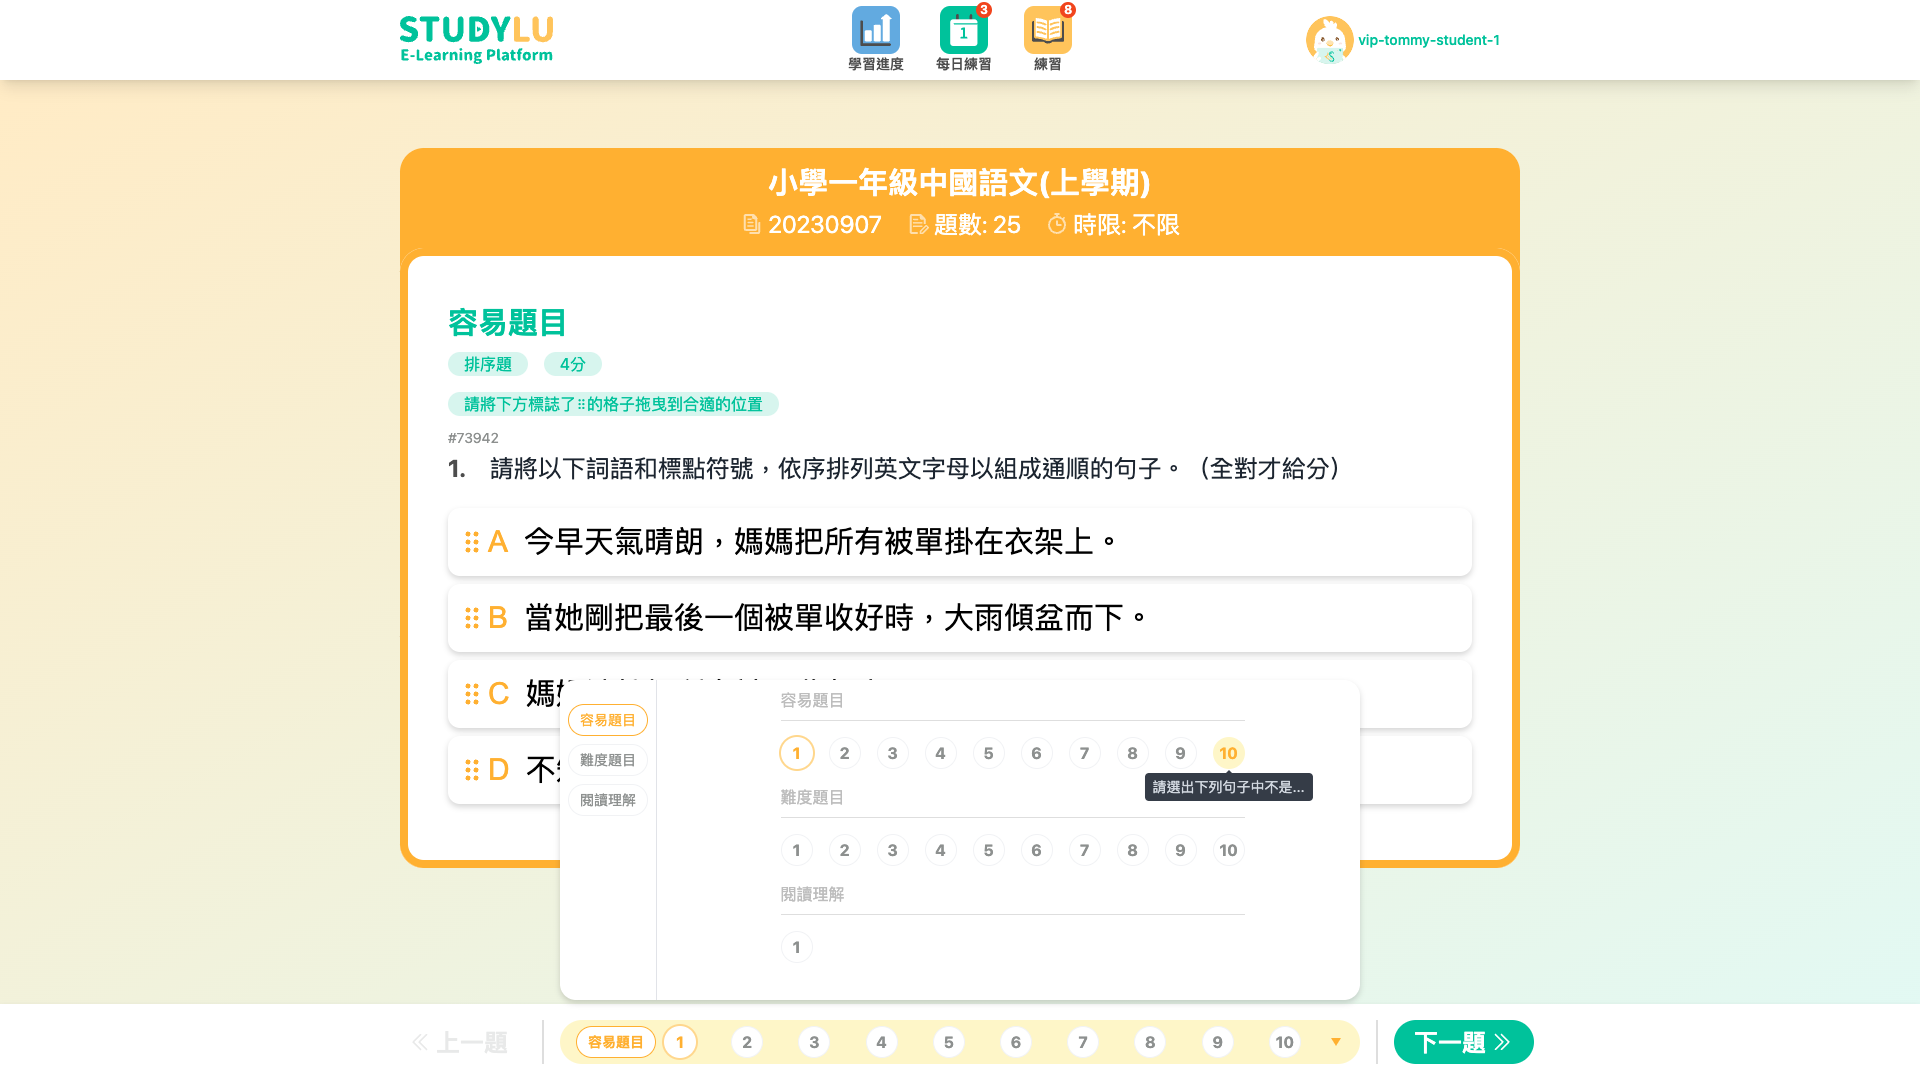 STUDYLU
E-Learning Platform
學習進度
3
1
每日練習
8
練習
S
vip-tommy-student-1
小學一年級中國語文(上學期)
20230907 題數: 25 時限: 不限
容易題目
排序題 4分
請將下方標誌了⠿的格子拖曳到合適的位置
#73942
1. 請將以下詞語和標點符號，依序排列英文字母以組成通順的句子。（全對才給分）
A 今早天氣晴朗，媽媽把所有被單掛在衣架上。
B 當她剛把最後一個被單收好時，大雨傾盆而下。
C 媽
D 不
容易題目
難度題目
閱讀理解
容易題目
1 2 3 4 5 6 7 8 9 10
請選出下列句子中不是...
難度題目
1 2 3 4 5 6 7 8 9 10
閱讀理解
1
上一題
容易題目 1 2 3 4 5 6 7 8 9 10
下一題